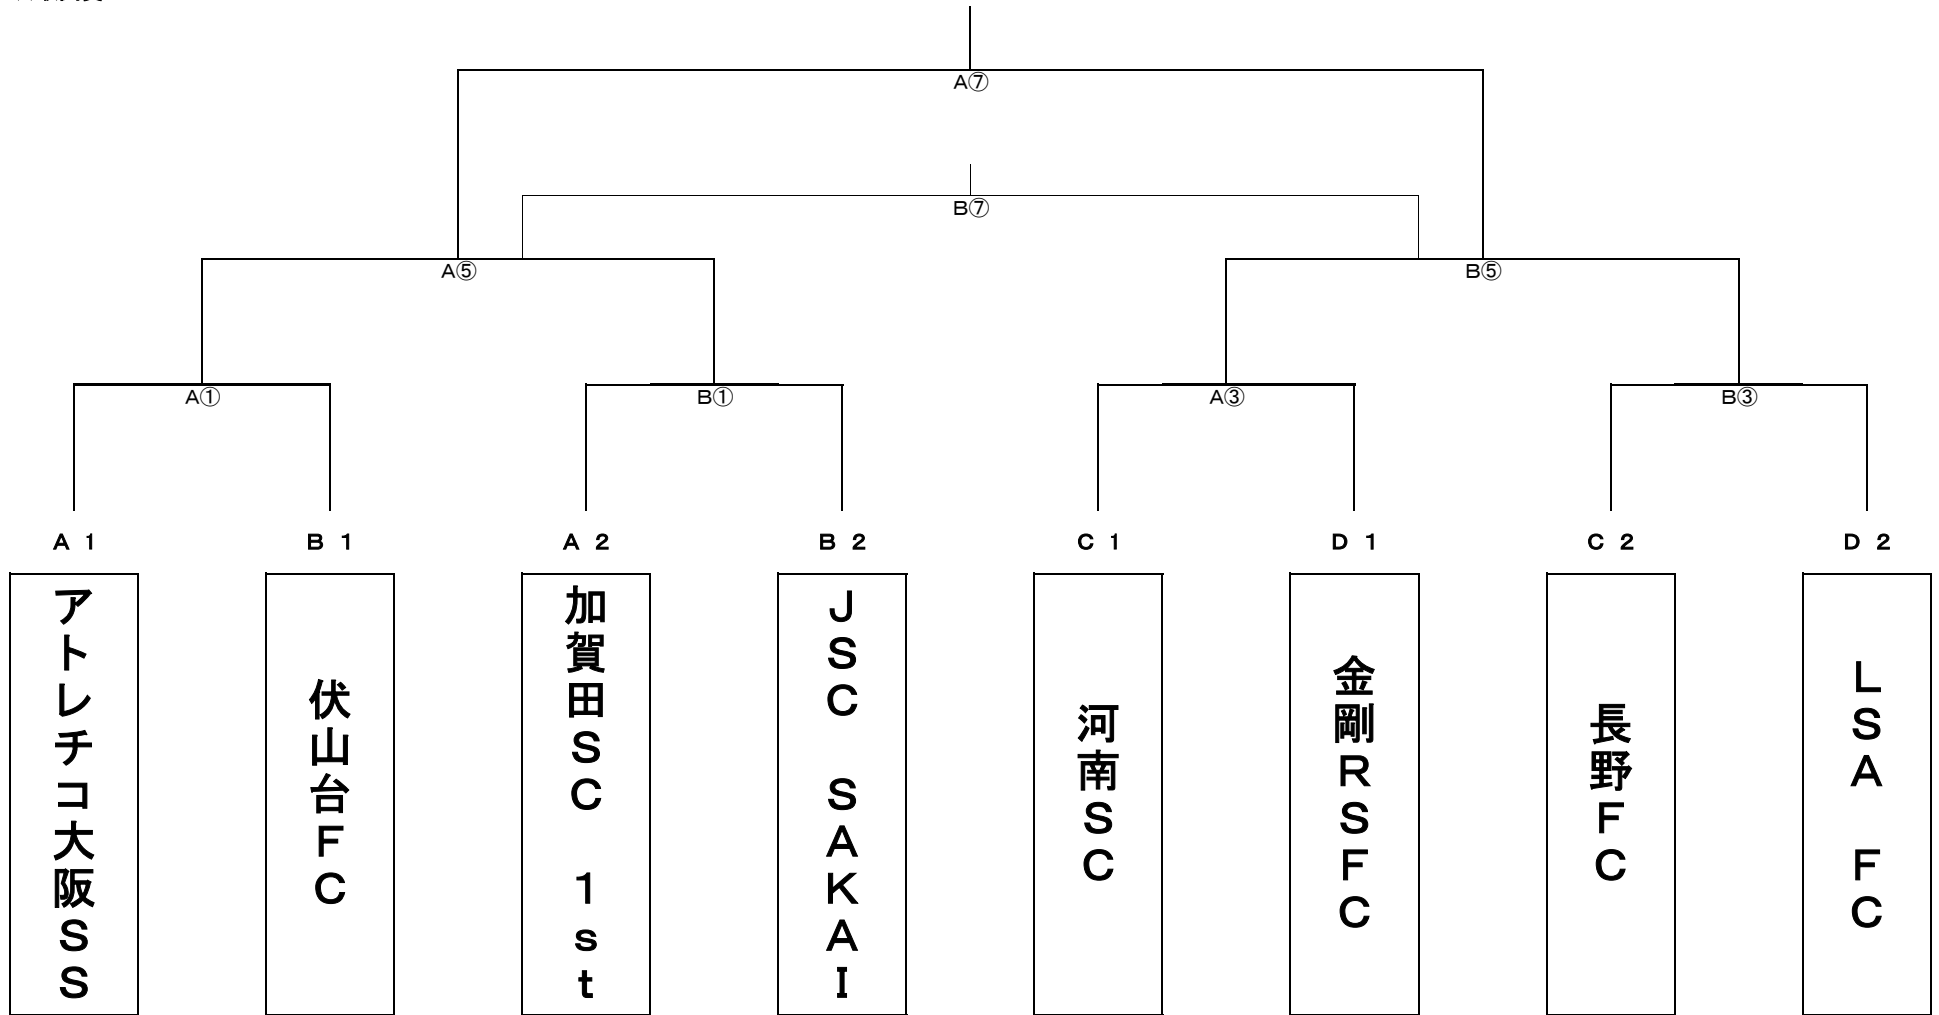 A⑦
B⑦
A⑤
B⑤
A①
B①
A③
B③
A 1
B 1
A 2
B 2
C 1
D 1
C 2
D 2
アトレチコ大阪SS
伏山台FC
加賀田SC 1st
JSC SAKAI
河南SC
金剛RSFC
長野FC
LSA FC